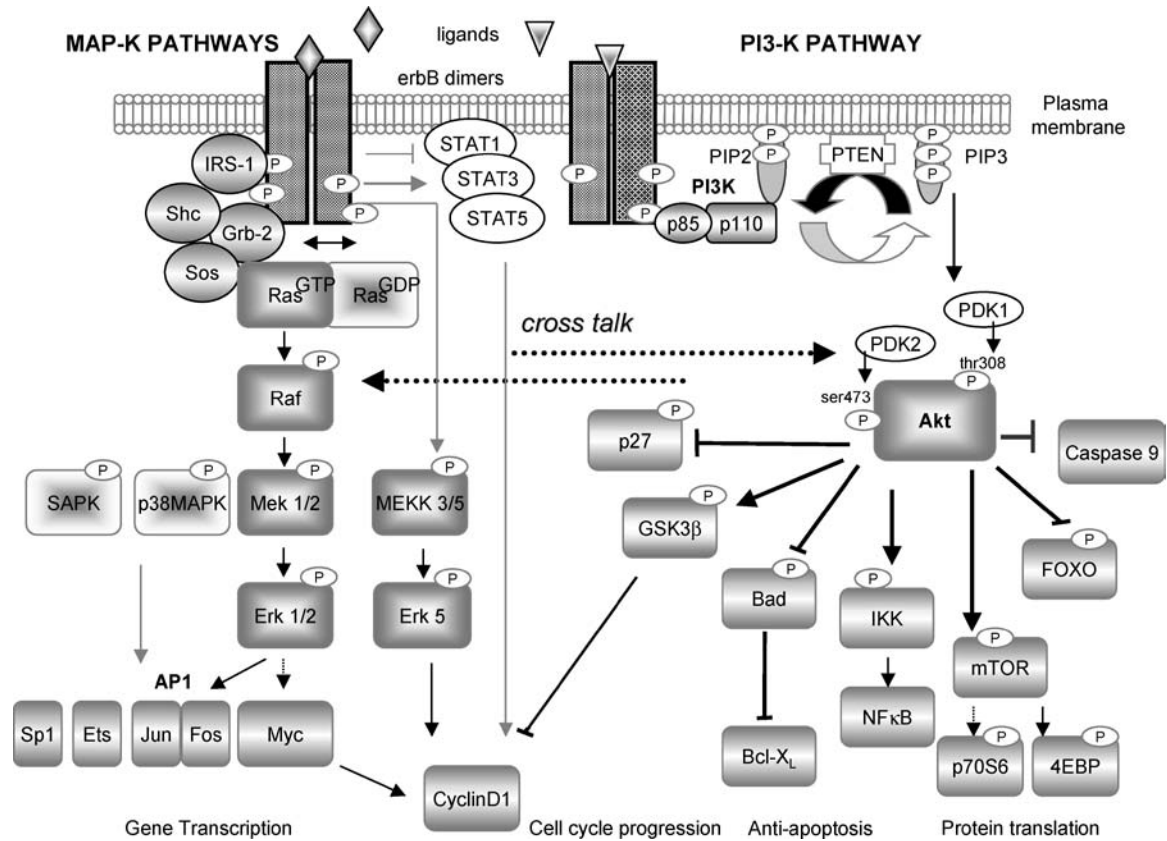 MAP-K PATHWAYS
ligands
PI3-K PATHWAY
erbB dimers
Plasma
membrane
IRS-1
P
P
P
P
Shc
Grb-2
Sos
STAT1
STAT3
STAT5
P
P
P
PI3K
p85
p110
PIP2
P
P
PTEN
P
P
P
PIP3
Ras
GTP
Ras
GDP
cross talk
PDK1
PDK2
thr308
P
ser473
P
Akt
P
Raf
P
p27
Caspase 9
P
SAPK
P
p38MAPK
P
Mek 1/2
P
MEKK 3/5
P
GSK3β
P
FOXO
P
Erk 1/2
P
Erk 5
P
Bad
P
IKK
P
mTOR
AP1
Sp1
Ets
Jun
Fos
Myc
NFκB
Bcl-XL
P
p70S6
P
4EBP
CyclinD1
Gene Transcription
Cell cycle progression
Anti-apoptosis
Protein translation